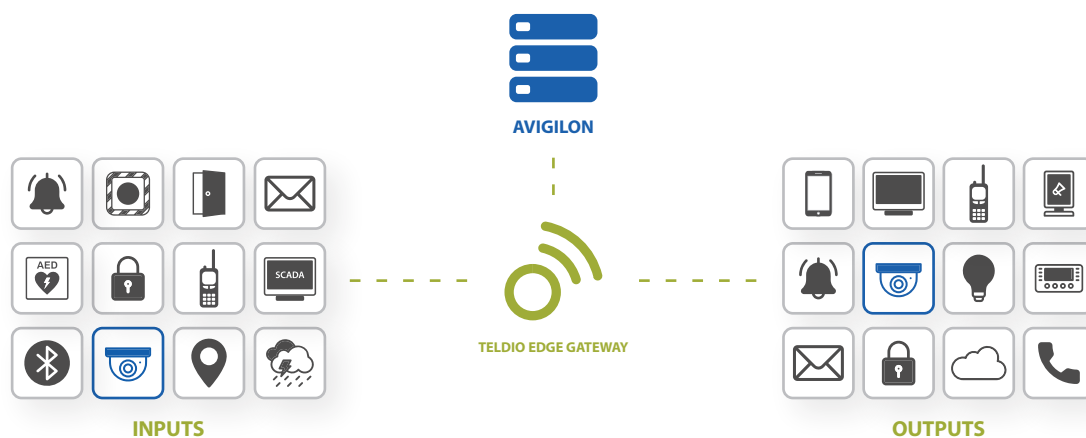 AVIGILON
AED
SCADA
TELDIO EDGE GATEWAY
INPUTS
OUTPUTS